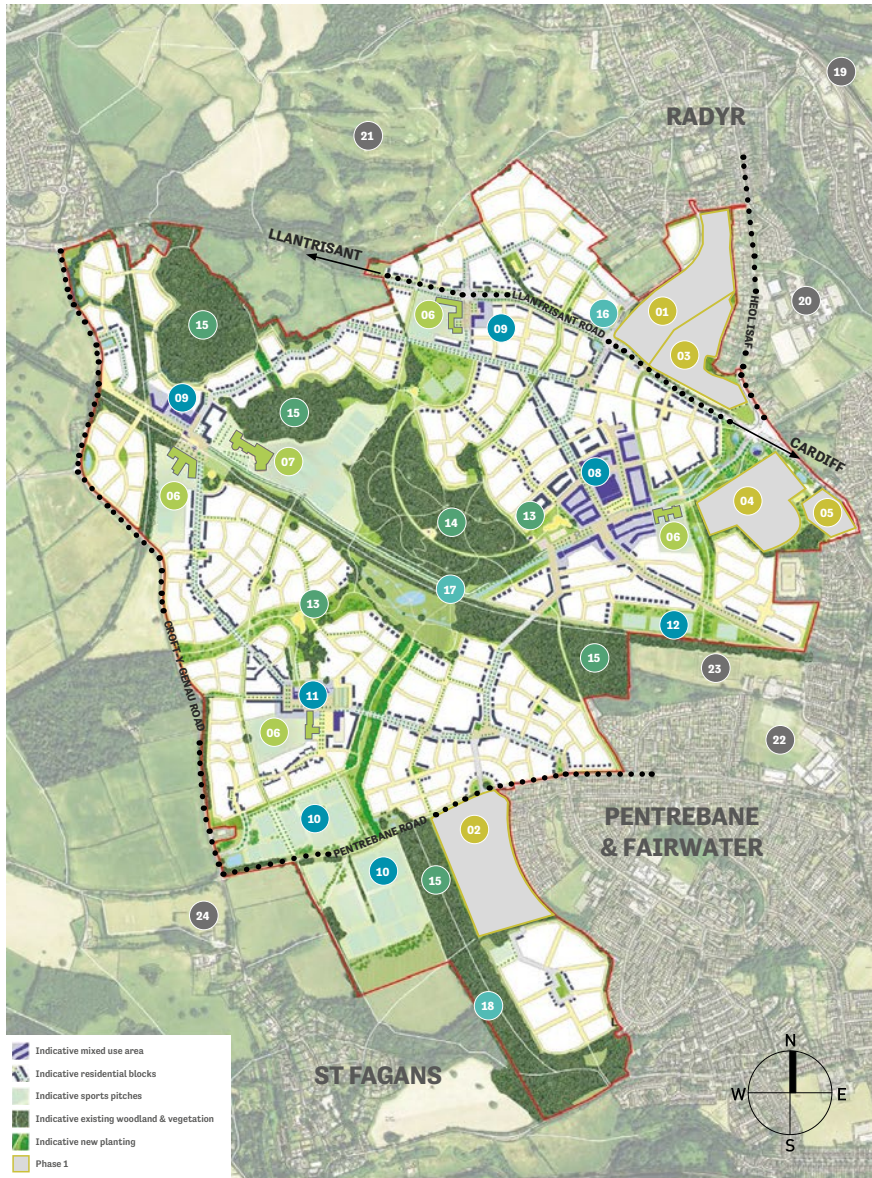 19
RADYR
21
LLANTRISANT
20
06
16
01
LLANTRISANT ROAD
HEOL ISAF
15
09
03
09
15
CARDIFF
07
08
04
06
13
05
14
06
17
13
12
CROFT-Y-GENAU ROAD
15
23
11
06
22
10
02
PENTREBANE
& FAIRWATER
PENTREBANE ROAD
10
15
24
18
ST FAGANS
Indicative mixed use area
Indicative residential blocks
Indicative sports pitches
Indicative existing woodland & vegetation
Indicative new planting
Phase 1
N
W
E
S